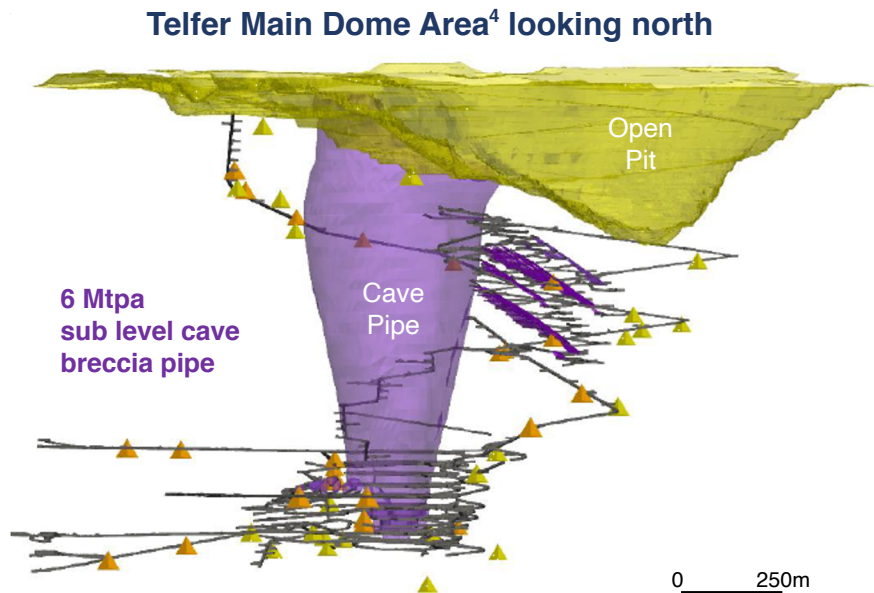 Telfer Main Dome Area⁴ looking north
Open
Pit
Cave
Pipe
6 Mtpa
sub level cave
breccia pipe
0 250m